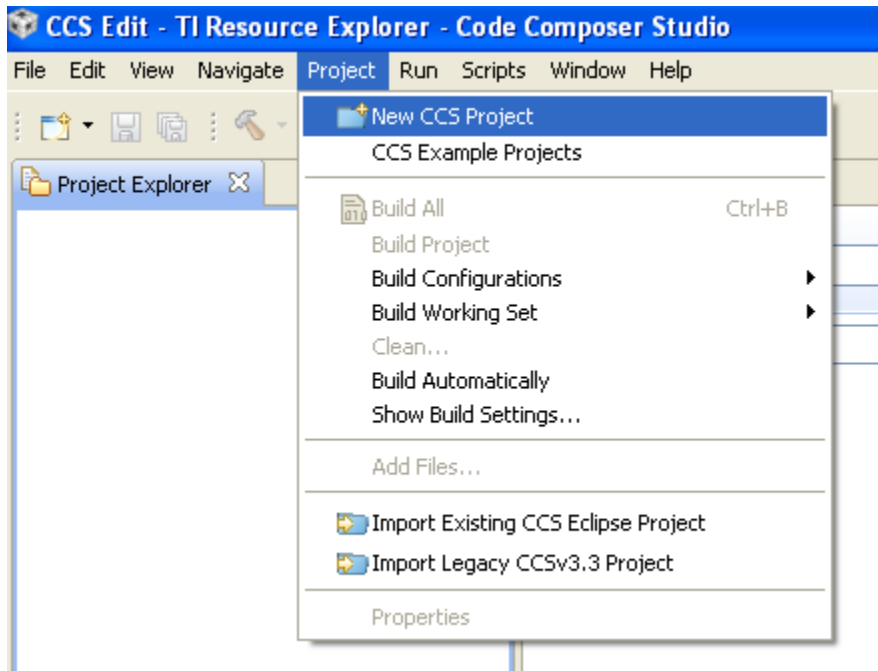 CCS Edit - TI Resource Explorer - Code Composer Studio
File Edit View Navigate Project Run Scripts Window Help
New CCS Project
CCS Example Projects
Project Explorer
Build All Ctrl+B
Build Project
Build Configurations
Build Working Set
Clean...
Build Automatically
Show Build Settings...
Add Files...
Import Existing CCS Eclipse Project
Import Legacy CCSv3.3 Project
Properties